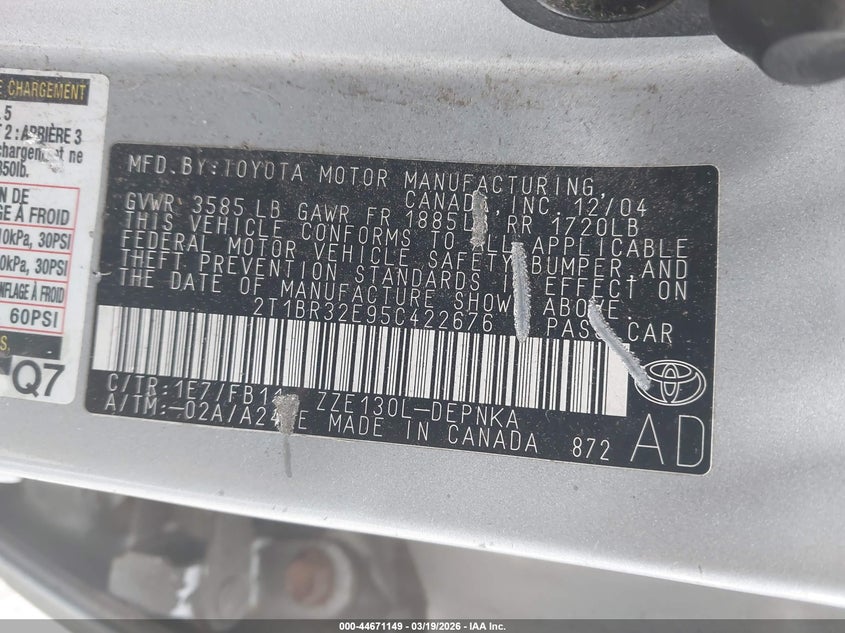 E CHARGEMENT
5
2 : ARRIÈRE 3
chargement ne
850lb.
ON DE
GE À FROID
10kPa, 30PSI
0kPa, 30PSI
NFLAGE À FROID
60PSI
S.
Q7
MFD. BY: TOYOTA MOTOR MANUFACTURING,
CANADA, INC. 12/04
GVWR 3585 LB GAWR FR 1885LB RR 1720LB
THIS VEHICLE CONFORMS TO ALL APPLICABLE
FEDERAL MOTOR VEHICLE SAFETY, BUMPER, AND
THEFT PREVENTION STANDARDS IN EFFECT ON
THE DATE OF MANUFACTURE SHOWN ABOVE.
2T1BR32E95C422676 PASS CAR
C/TR: 1E7/FB14 ZZE130L-DEPNKA
A/TM:-02A/A24 E MADE IN CANADA 872
AD
000-44671149 - 03/19/2026 - IAA Inc.